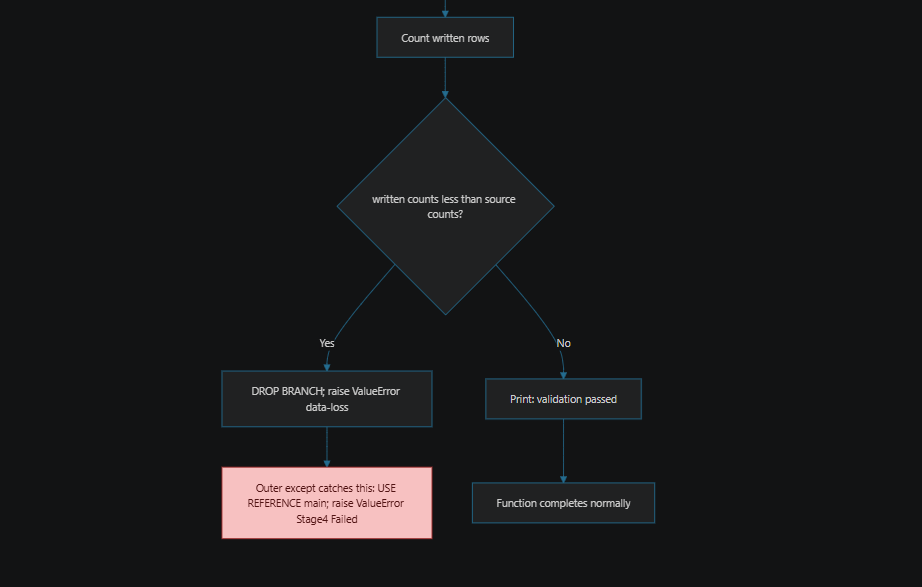 Count written rows
written counts less than source
counts?
Yes
No
DROP BRANCH; raise ValueError
data-loss
Print: validation passed
Outer except catches this: USE
REFERENCE main; raise ValueError
Stage4 Failed
Function completes normally